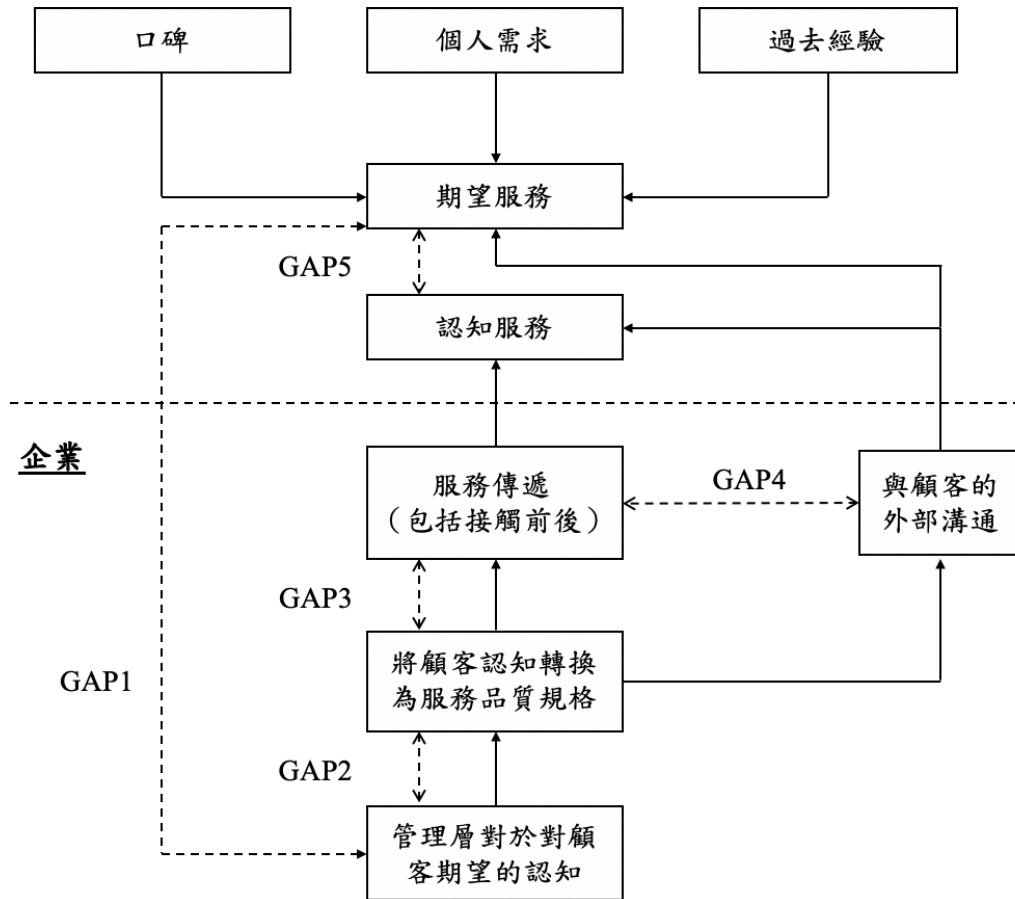 口碑
個人需求
過去經驗
期望服務
GAP5
認知服務
企業
服務傳遞
（包括接觸前後）
GAP4
與顧客的
外部溝通
GAP3
GAP1
將顧客認知轉換
為服務品質規格
GAP2
管理層對於對顧
客期望的認知